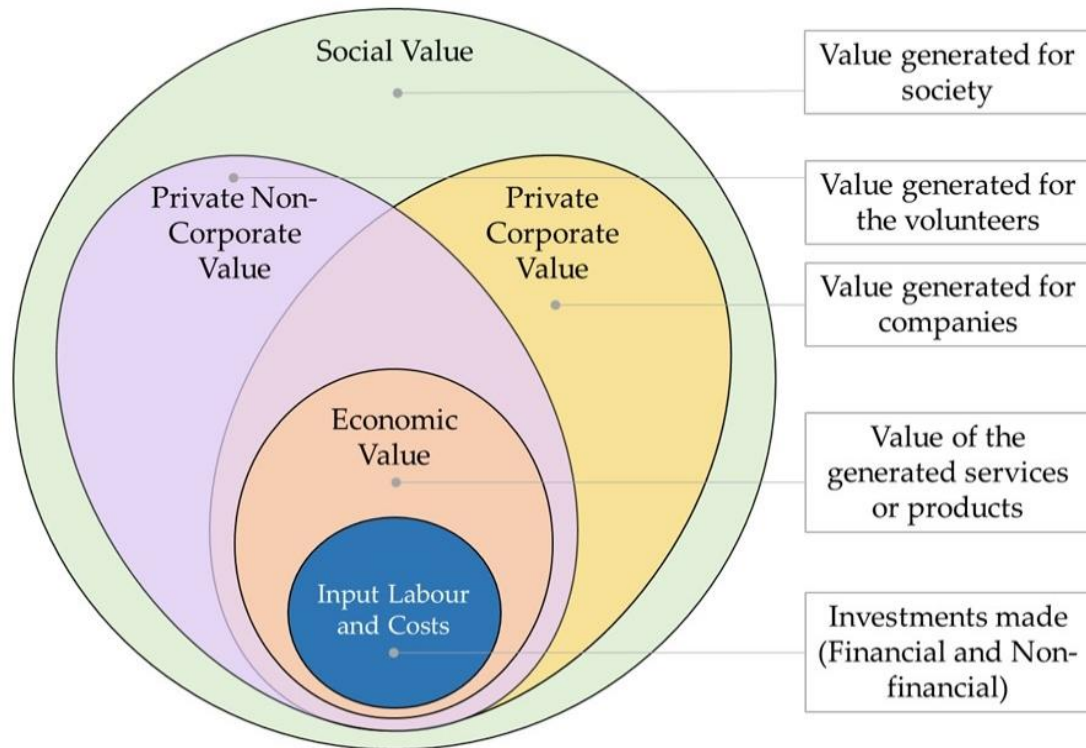 Social Value
Value generated for
society
Private Non-
Corporate
Value
Private
Corporate
Value
Value generated for
the volunteers
Value generated for
companies
Economic
Value
Value of the
generated services
or products
Input Labour
and Costs
Investments made
(Financial and Non-
financial)